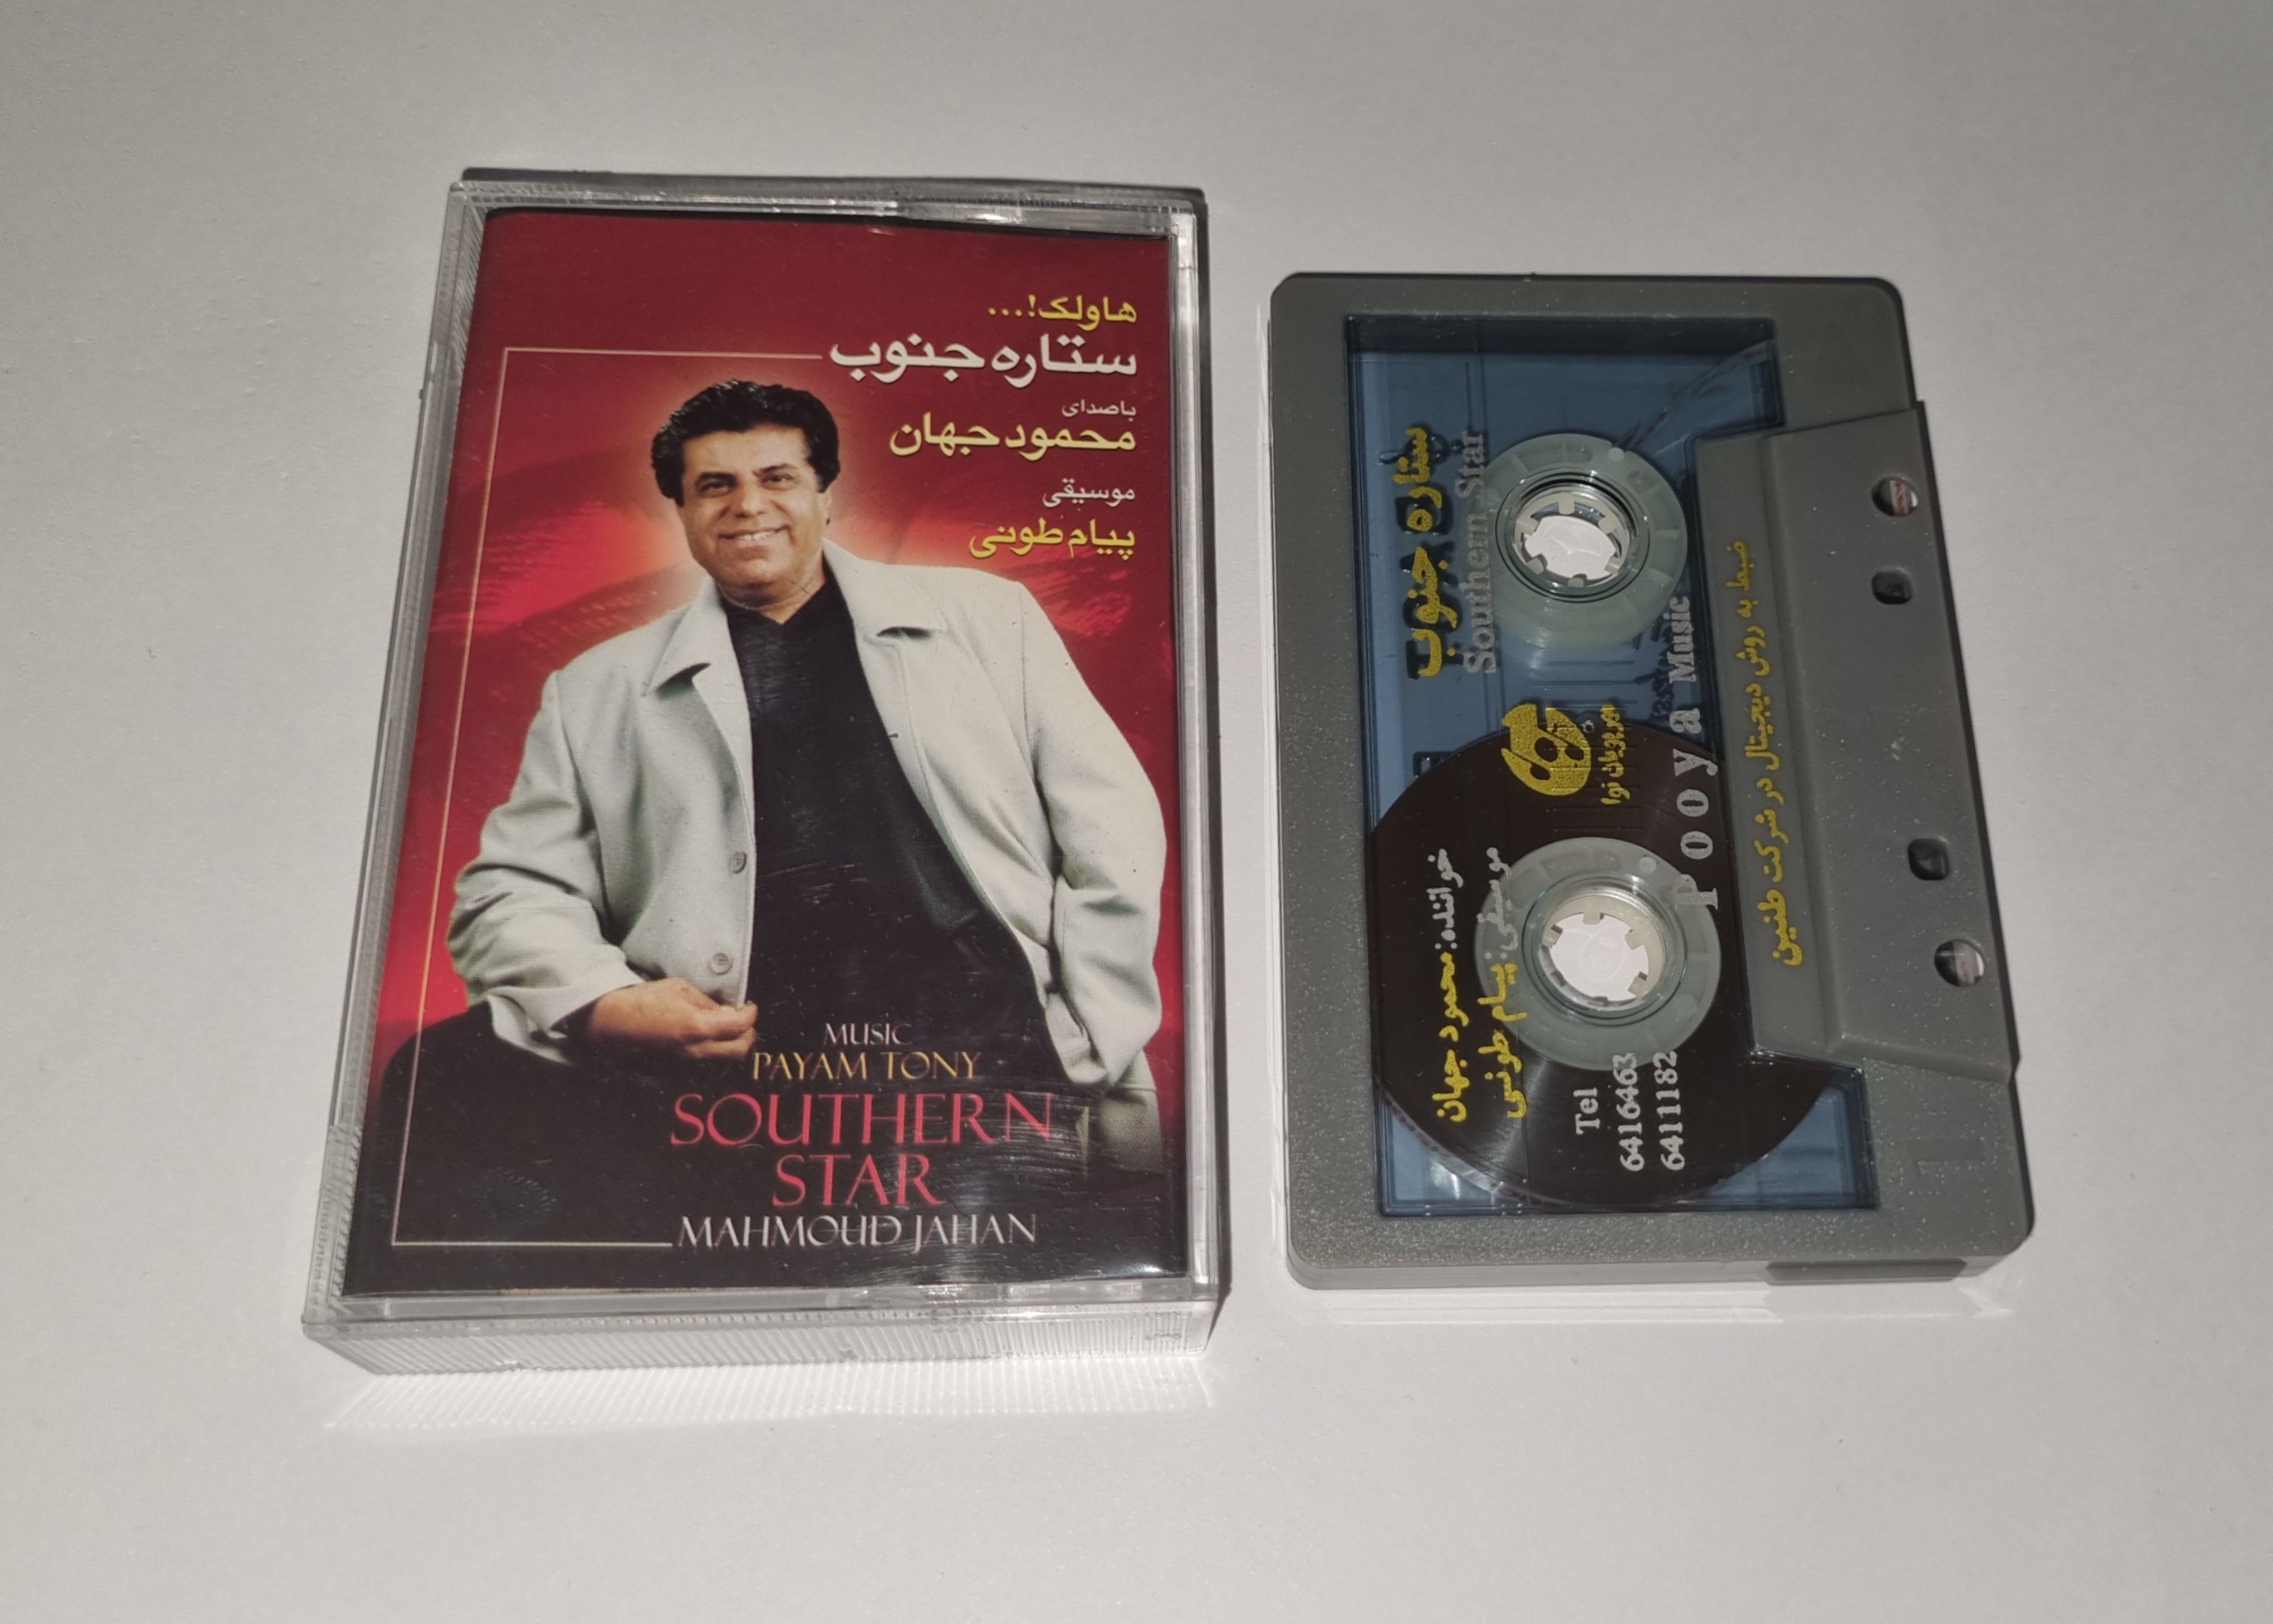 هاولک!...
ستاره جنوب
باصدای
محمود جهان
موسیقی
پیام طونی
MUSIC
PAYAM TONY
SOUTHERN
STAR
MAHMOUD JAHAN
ستاره جنوب
Southern Star
پویان نوا
Pooya Music
خواننده: محمود جهان
موسیقی: پیام طونی
Tel
6416463
6411182
ضبط به روش دیجیتال در شرکت طنین